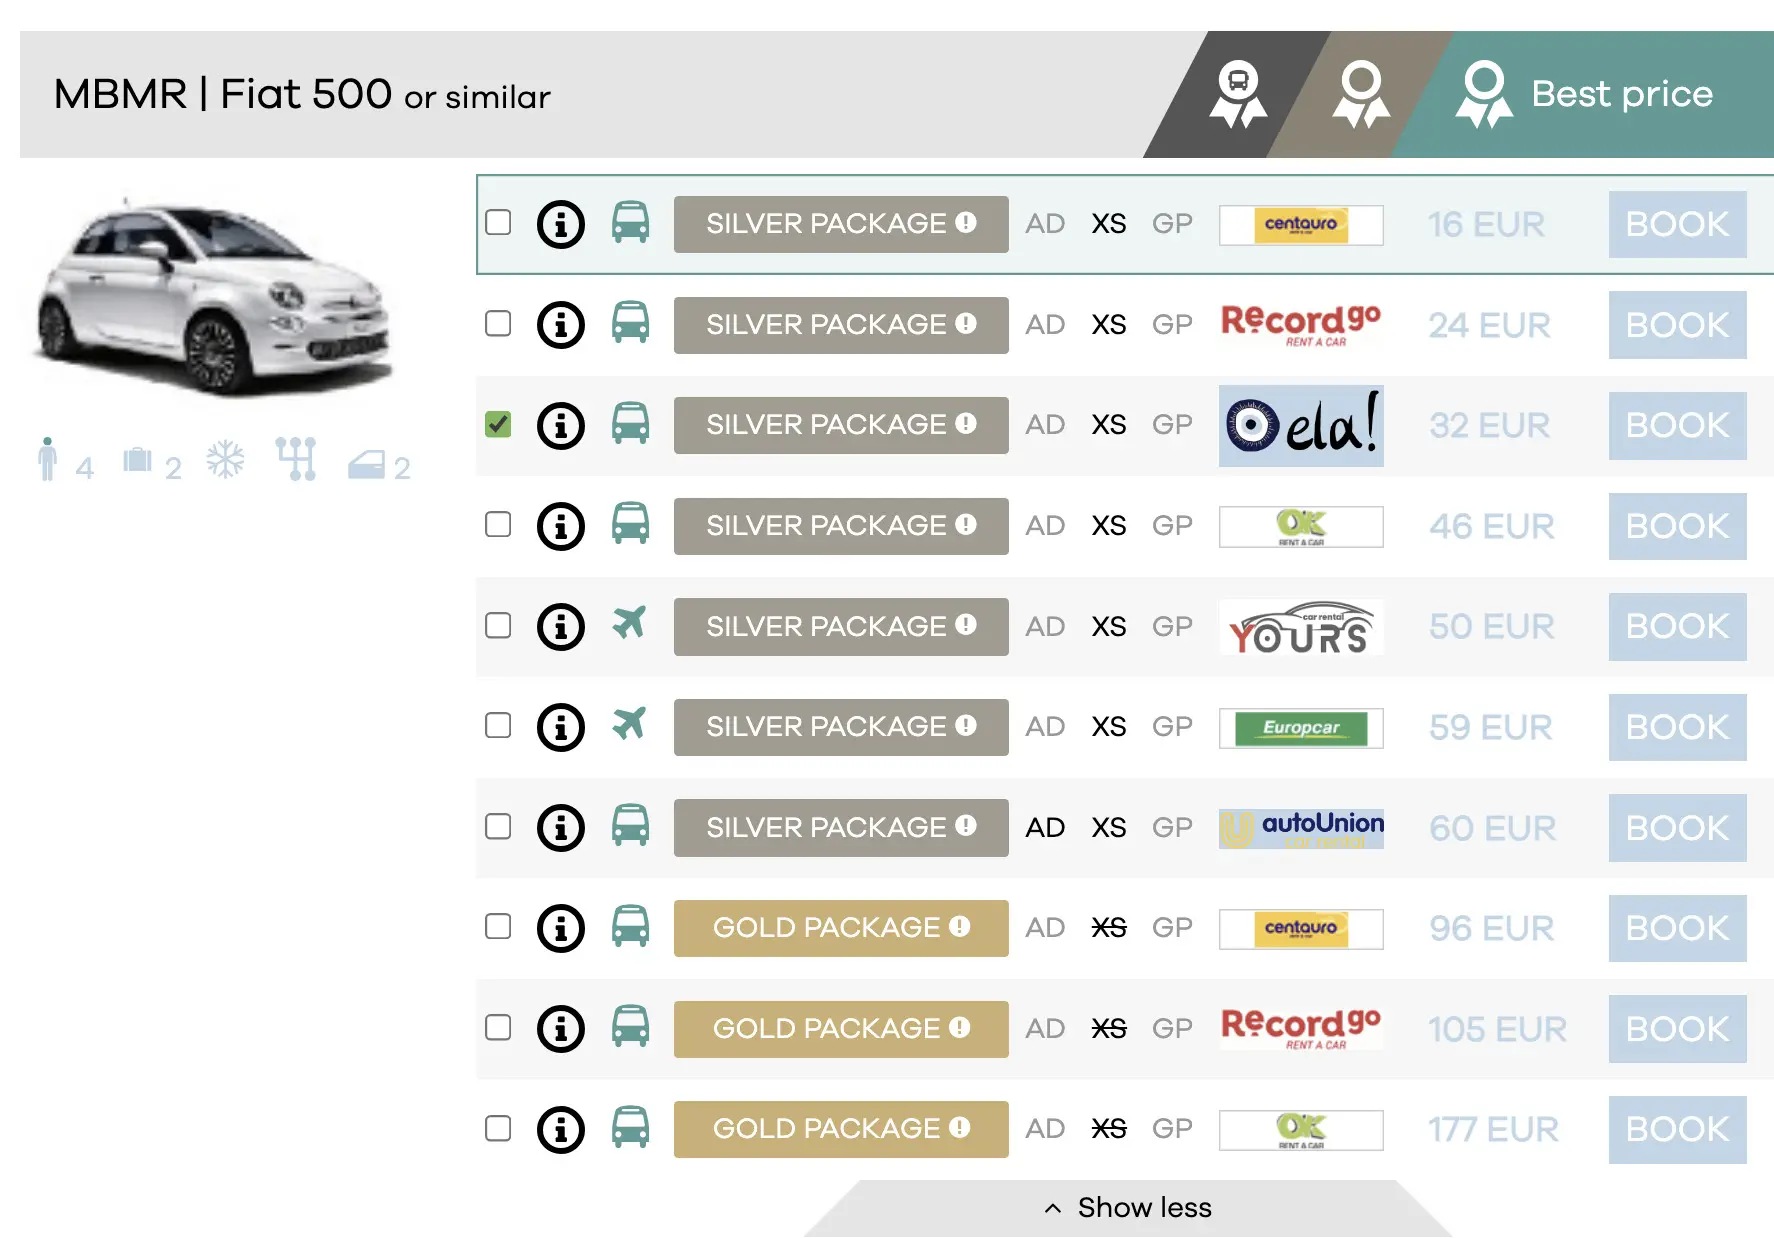 MBMR | Fiat 500 or similar
Best price
4 2 2
SILVER PACKAGE AD XS GP centauro 16 EUR BOOK
SILVER PACKAGE AD XS GP Recordgo RENT A CAR 24 EUR BOOK
SILVER PACKAGE AD XS GP ela! 32 EUR BOOK
SILVER PACKAGE AD XS GP OK RENT A CAR 46 EUR BOOK
SILVER PACKAGE AD XS GP car rental YOURS 50 EUR BOOK
SILVER PACKAGE AD XS GP Europcar 59 EUR BOOK
SILVER PACKAGE AD XS GP autoUnion car rental 60 EUR BOOK
GOLD PACKAGE AD XS GP centauro 96 EUR BOOK
GOLD PACKAGE AD XS GP Recordgo RENT A CAR 105 EUR BOOK
GOLD PACKAGE AD XS GP OK RENT A CAR 177 EUR BOOK
Show less